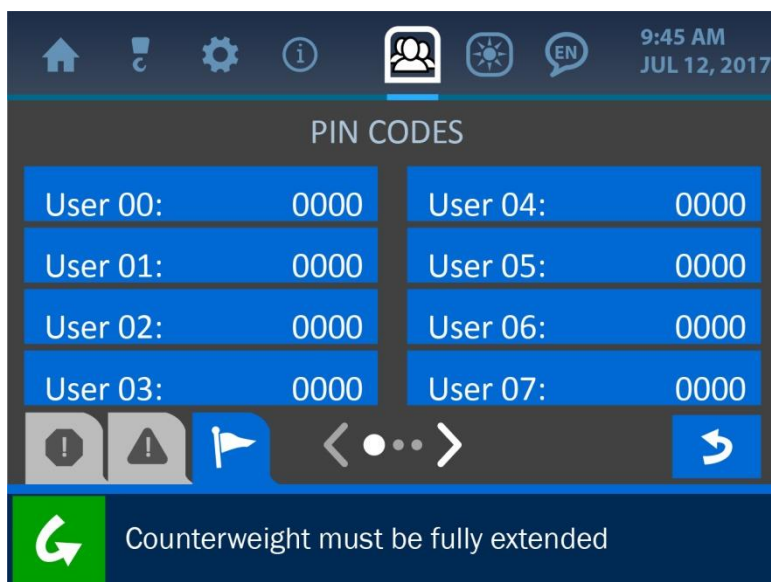 EN
9:45 AM
JUL 12, 2017
PIN CODES
User 00: 0000
User 04: 0000
User 01: 0000
User 05: 0000
User 02: 0000
User 06: 0000
User 03: 0000
User 07: 0000
Counterweight must be fully extended